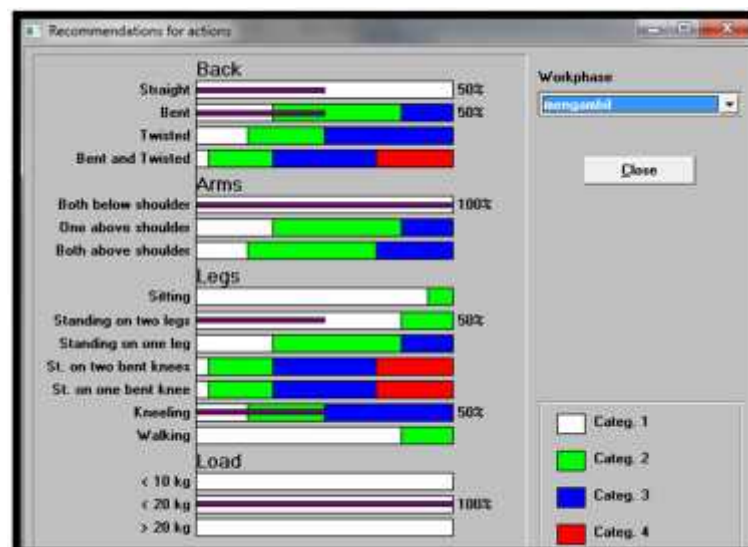 Recommendations for actions
Back
Straight 50%
Bent 50%
Twisted
Bent and Twisted
Arms
Both below shoulder 100%
One above shoulder
Both above shoulder
Legs
Sitting
Standing on two legs 50%
Standing on one leg
St. on two bent knees
St. on one bent knee
Kneeling 50%
Walking
Load
< 10 kg
< 20 kg 100%
> 20 kg
Workphase
mengambil
Close
Categ. 1
Categ. 2
Categ. 3
Categ. 4